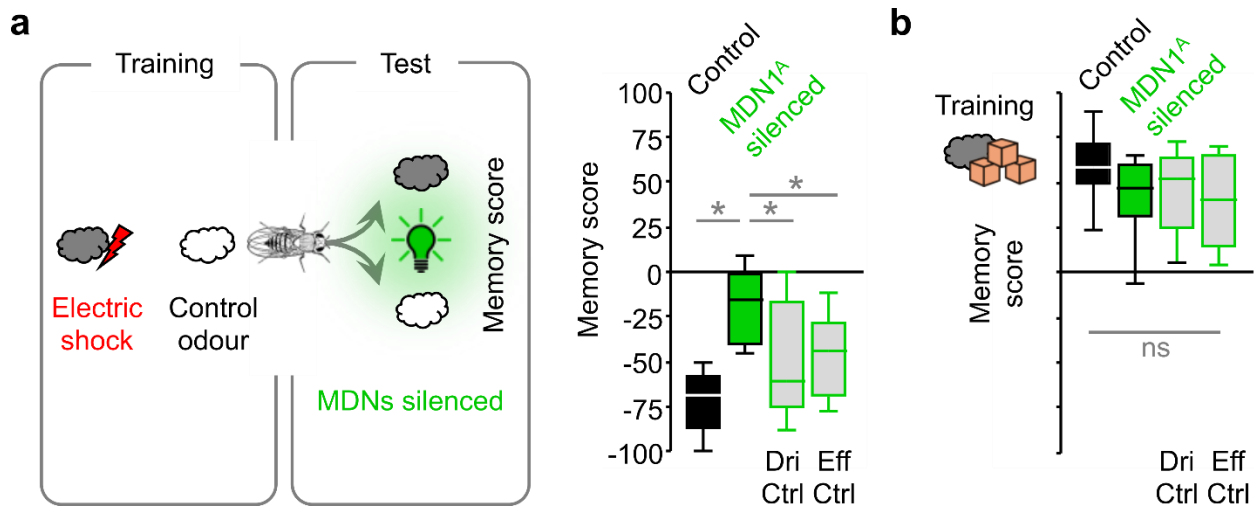 a
Training
Test
Electric
shock
Control
odour
MDNs silenced
Memory score
Control
MDN1ᴬ
silenced
Memory score
100
75
50
25
0
-25
-50
-75
-100
*
*
*
Dri
Ctrl
Eff
Ctrl
b
Training
Memory
score
Control
MDN1ᴬ
silenced
ns
Dri
Ctrl
Eff
Ctrl